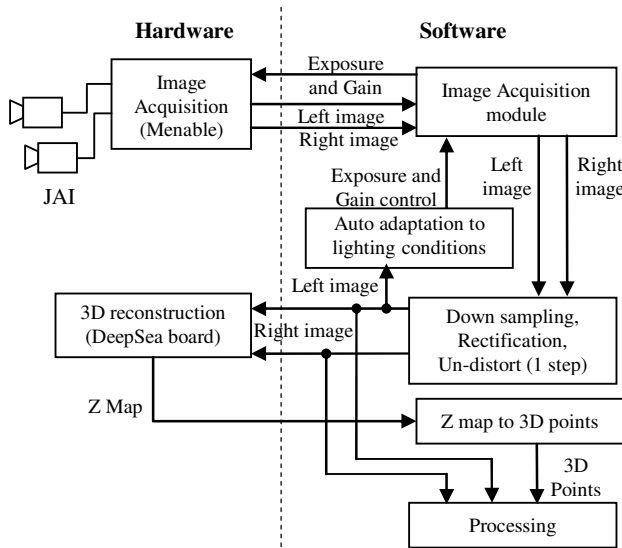 Hardware
Software
Image
Acquisition
(Menable)
JAI
Exposure
and Gain
Left image
Right image
Image Acquisition
module
Exposure and
Gain control
Left
image
Right
image
Auto adaptation to
lighting conditions
Left image
3D reconstruction
(DeepSea board)
Right image
Down sampling,
Rectification,
Un-distort (1 step)
Z Map
Z map to 3D points
3D
Points
Processing